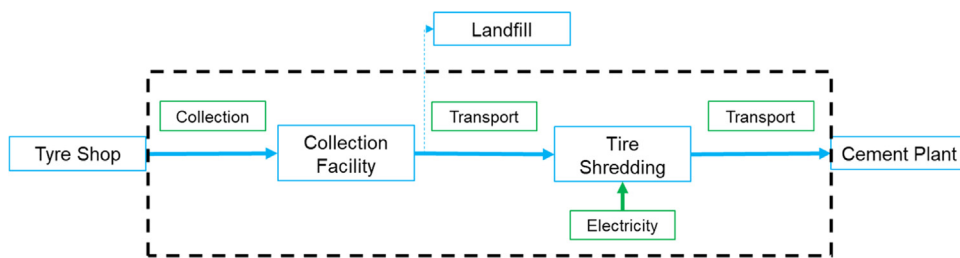 Landfill
Collection
Transport
Transport
Tyre Shop
Collection
Facility
Tire
Shredding
Cement Plant
Electricity